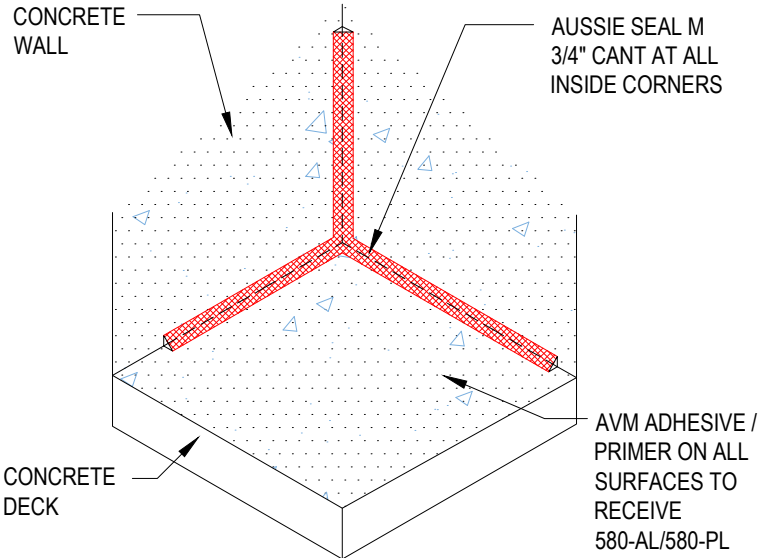 CONCRETE
WALL
AUSSIE SEAL M
3/4" CANT AT ALL
INSIDE CORNERS
AVM ADHESIVE /
PRIMER ON ALL
SURFACES TO
RECEIVE
580-AL/580-PL
CONCRETE
DECK